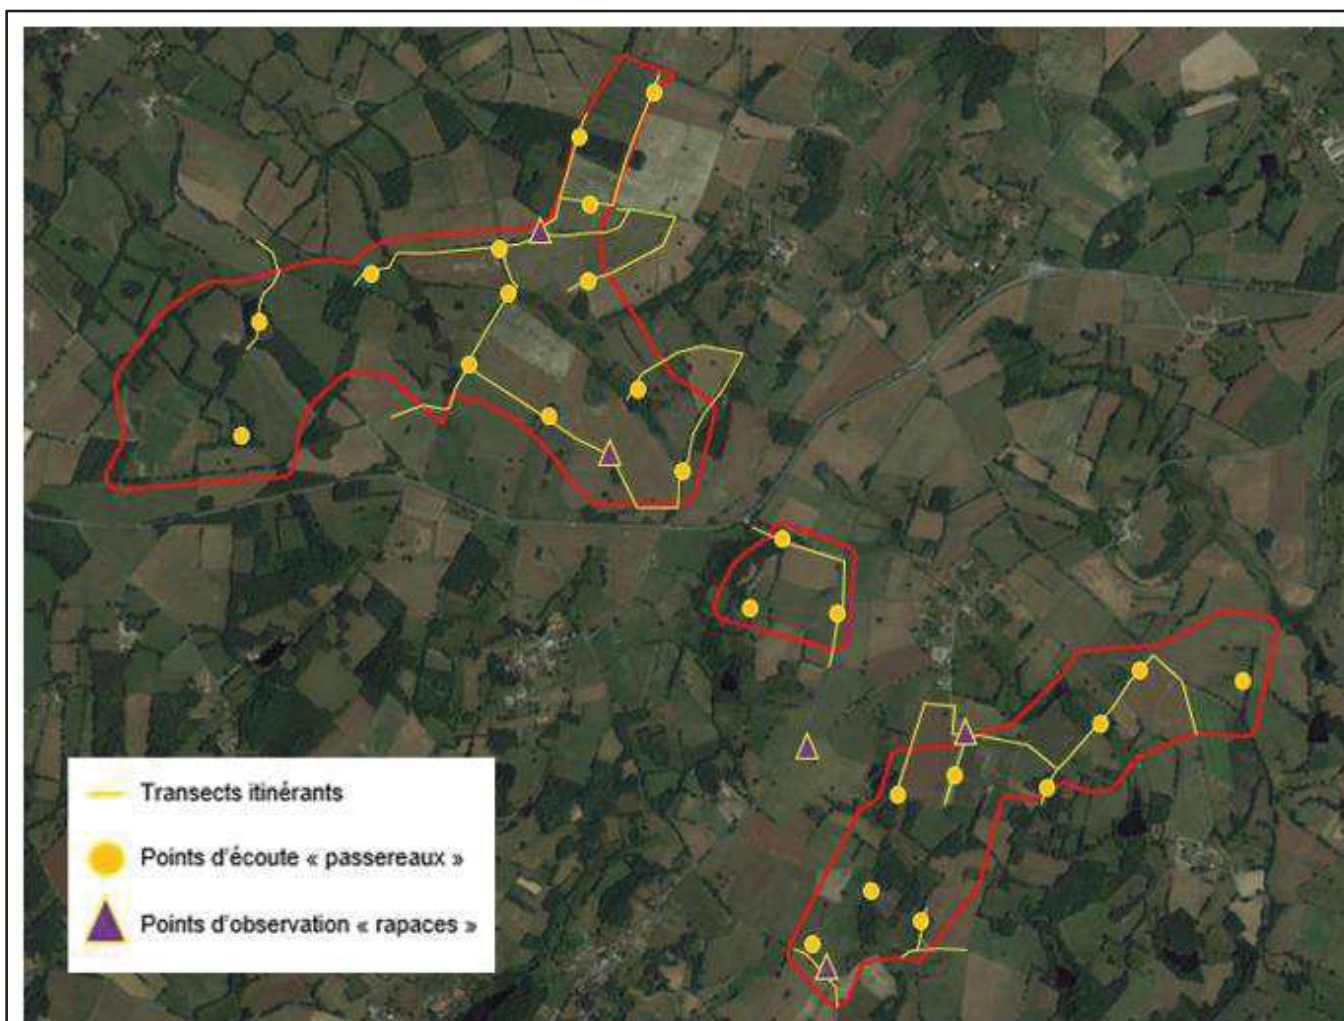 Transects itinérants
Points d'écoute « passereaux »
Points d'observation « rapaces »